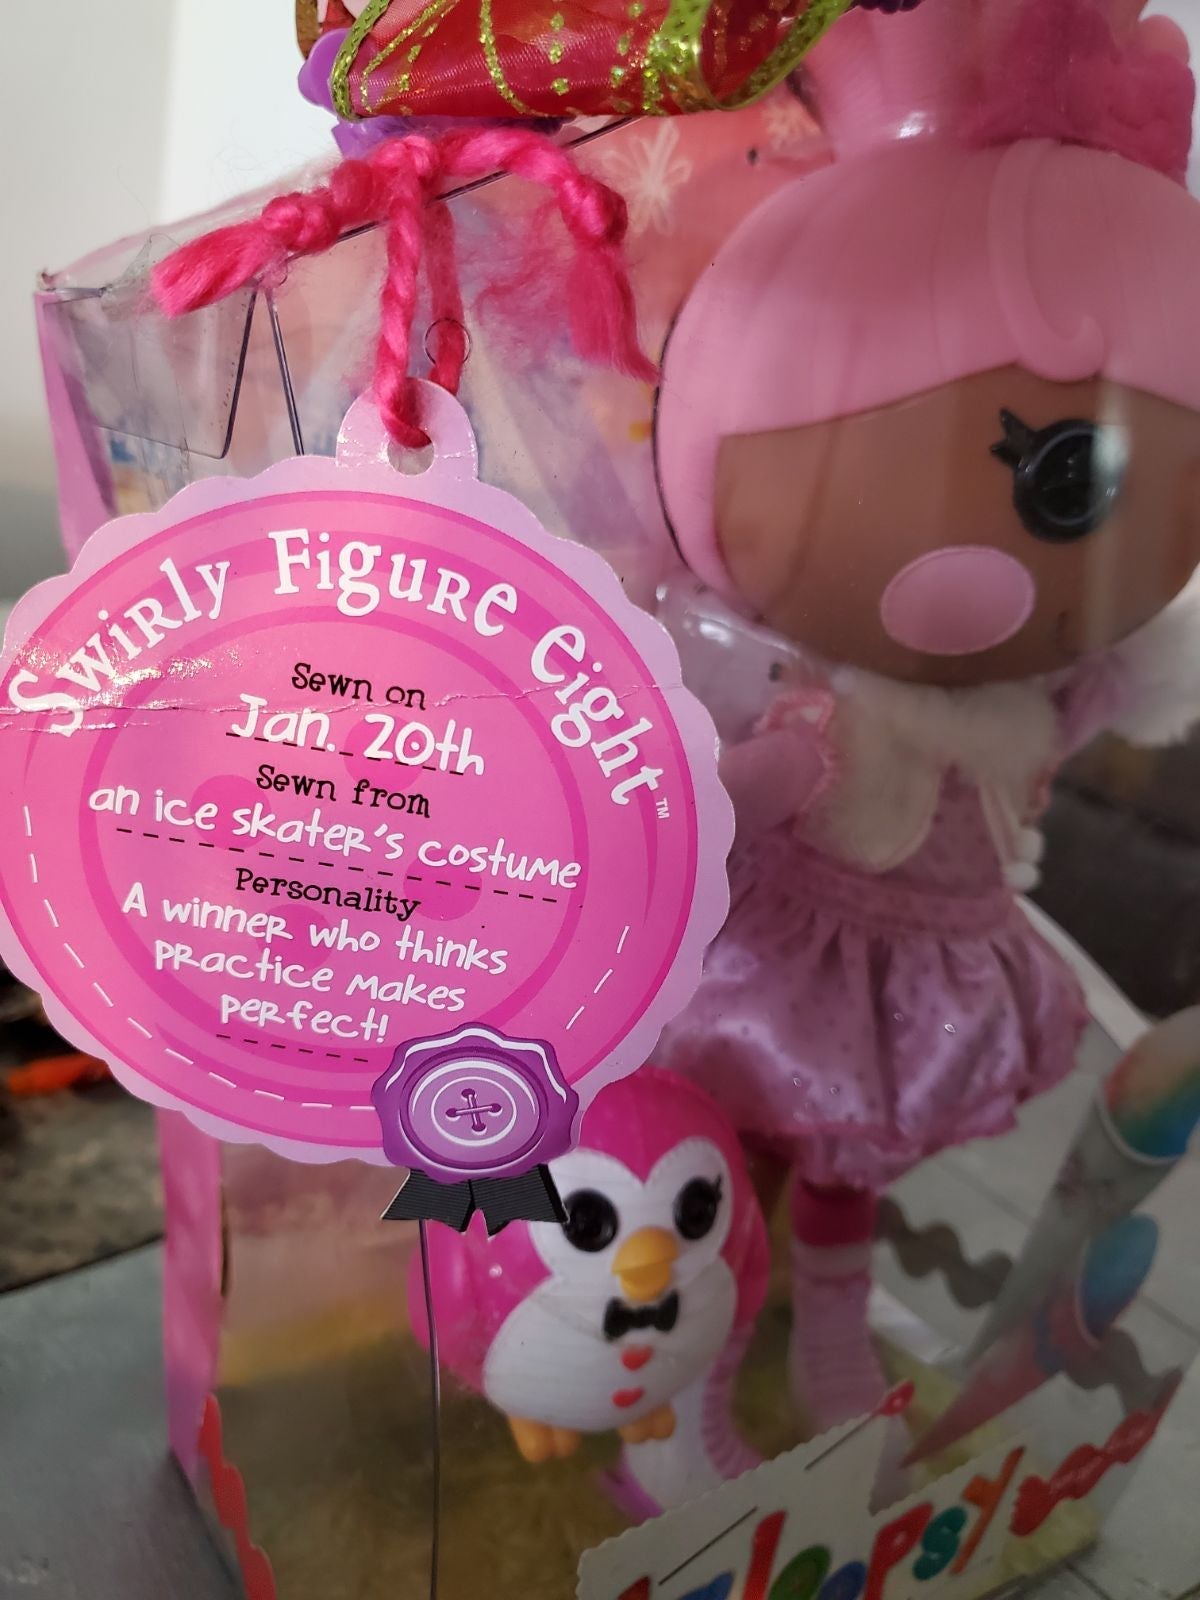 Swirly Figure Eight™
Sewn on
Jan. 20th
Sewn from
an ice skater's costume
Personality
A winner who thinks
practice makes
perfect!
loopsy